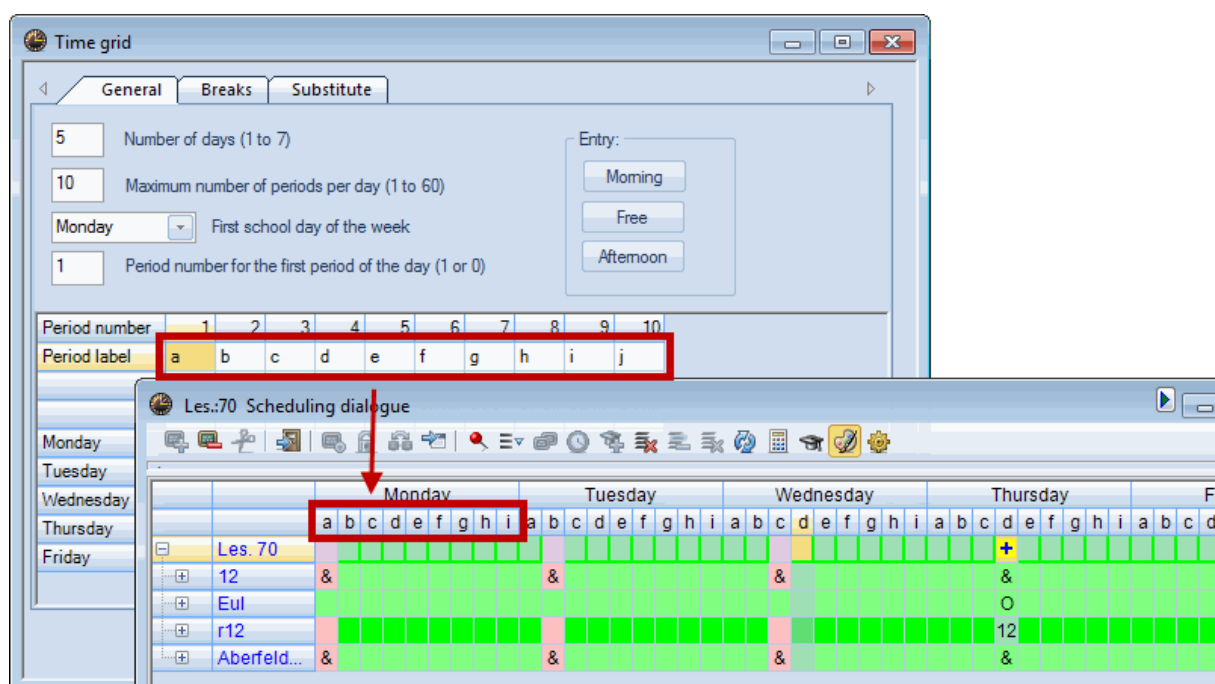 Time grid
General Breaks Substitute
5 Number of days (1 to 7)
Entry:
10 Maximum number of periods per day (1 to 60)
Morning
Monday First school day of the week
Free
1 Period number for the first period of the day (1 or 0)
Afternoon
Period number 1 2 3 4 5 6 7 8 9 10
Period label a b c d e f g h i j
Les.:70 Scheduling dialogue
Monday
Tuesday
Wednesday
Thursday
Friday
Monday Tuesday Wednesday Thursday F
a b c d e f g h i a b c d e f g h i a b c d e f g h i a b c d e f g h i a b c d
Les. 70 +
12 & & & &
Eul O
r12 12
Aberfeld... & & & &